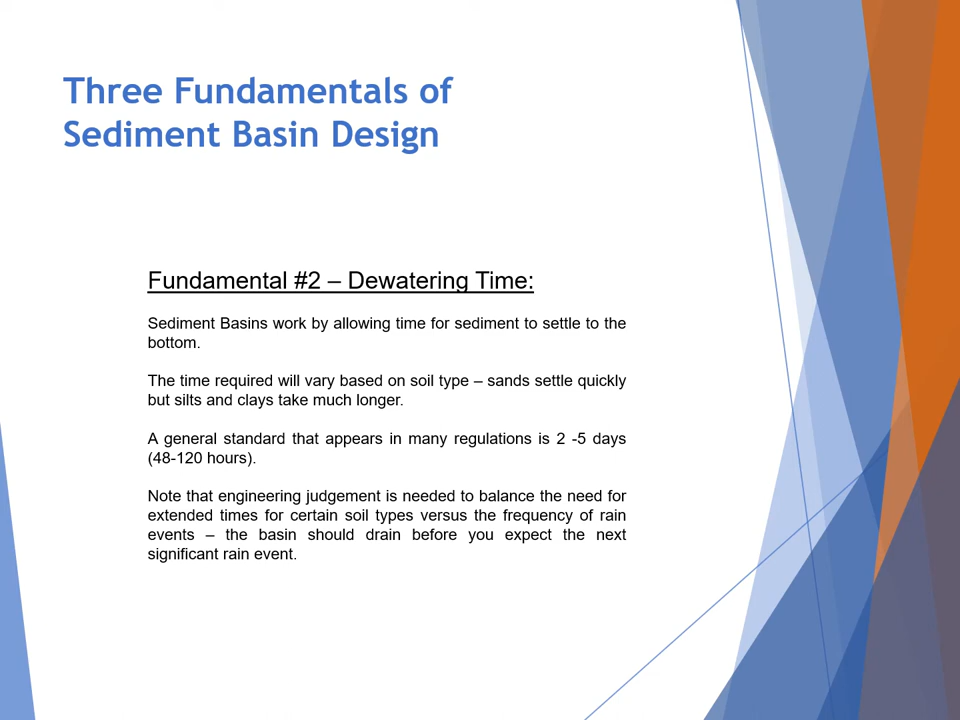 Three Fundamentals of
Sediment Basin Design
Fundamental #2 – Dewatering Time:
Sediment Basins work by allowing time for sediment to settle to the
bottom.
The time required will vary based on soil type – sands settle quickly
but silts and clays take much longer.
A general standard that appears in many regulations is 2 -5 days
(48-120 hours).
Note that engineering judgement is needed to balance the need for
extended times for certain soil types versus the frequency of rain
events – the basin should drain before you expect the next
significant rain event.